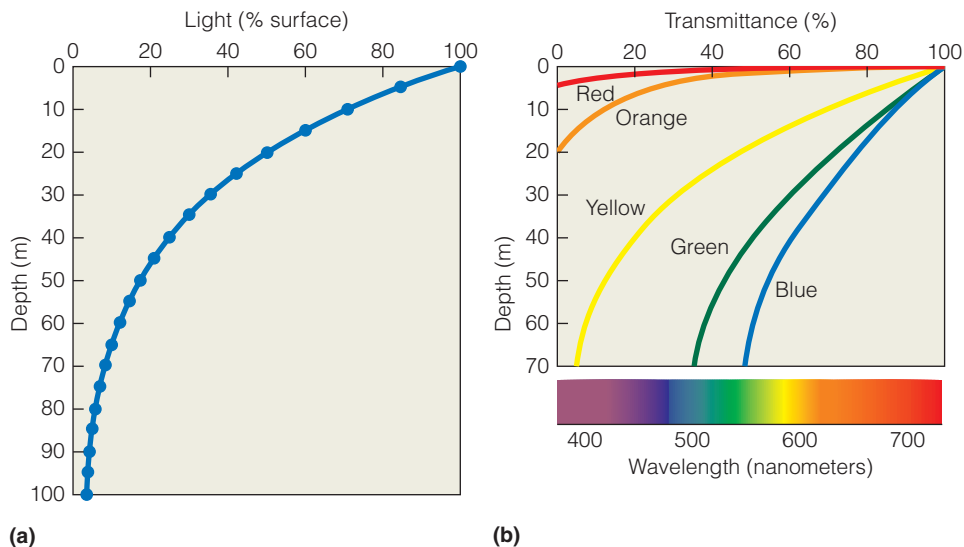 Light (% surface)
0 20 40 60 80 100
0
10
20
30
40
50
60
70
80
90
100
Depth (m)
(a)
Transmittance (%)
0 20 40 60 80 100
0
10
20
30
40
50
60
70
Depth (m)
Red
Orange
Yellow
Green
Blue
400 500 600 700
Wavelength (nanometers)
(b)